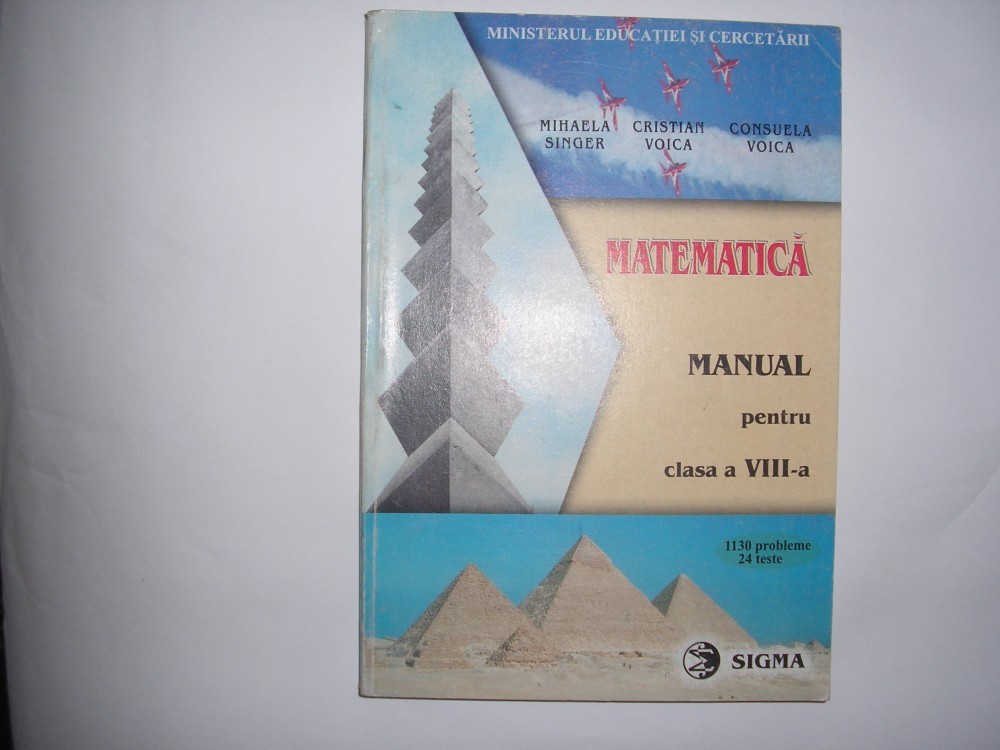 MINISTERUL EDUCAȚIEI ȘI CERCETĂRII
MIHAELA SINGER
CRISTIAN VOICA
CONSUELA VOICA
MATEMATICĂ
MANUAL
pentru
clasa a VIII-a
1130 probleme
24 teste
SIGMA